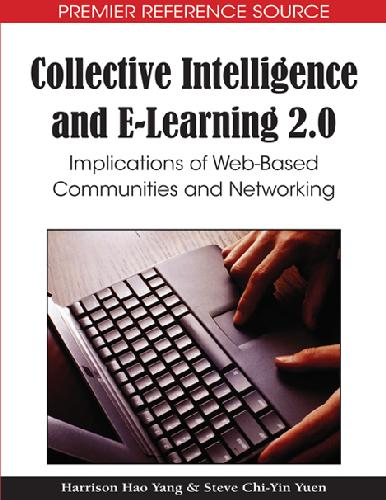 PREMIER REFERENCE SOURCE
Collective Intelligence
and E-Learning 2.0
Implications of Web-Based
Communities and Networking
Harrison Hao Yang & Steve Chi-Yin Yuen